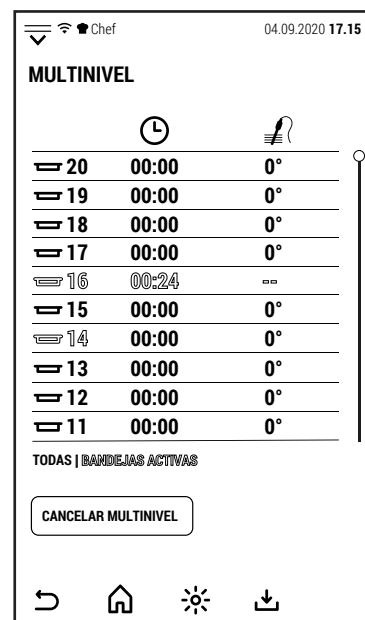 Chef 04.09.2020 17.15
MULTINIVEL
20 00:00 0°
19 00:00 0°
18 00:00 0°
17 00:00 0°
16 00:24 --
15 00:00 0°
14 00:00 0°
13 00:00 0°
12 00:00 0°
11 00:00 0°
TODAS | BANDEJAS ACTIVAS
CANCELAR MULTINIVEL